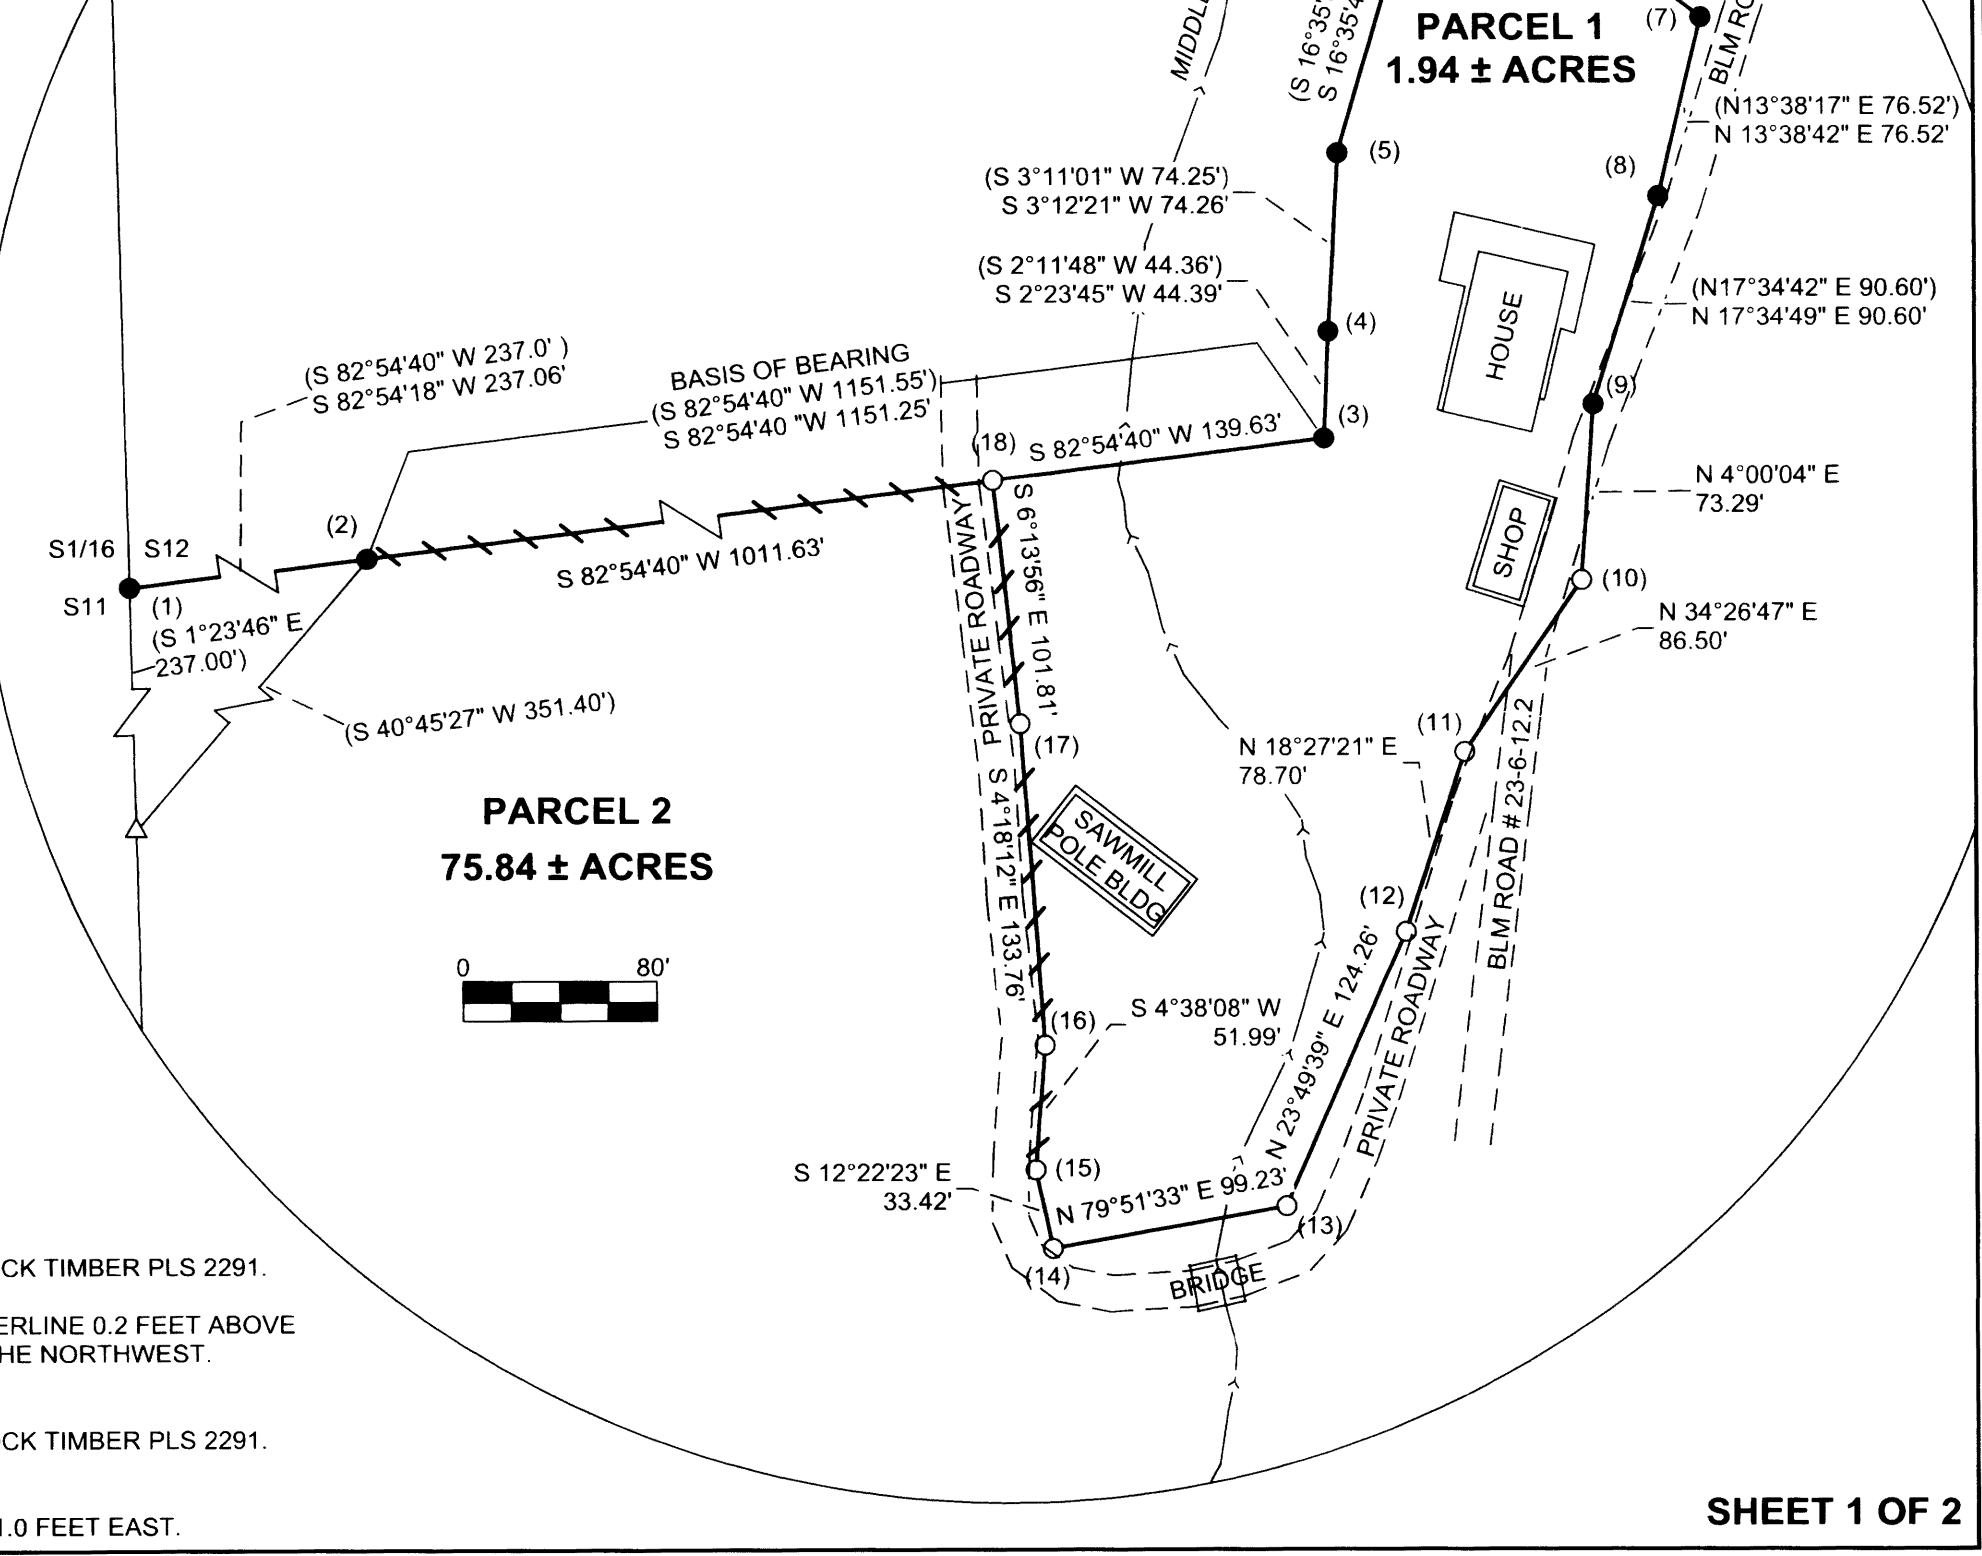 MIDDLE
(S 16°35'
S 16°35'4
PARCEL 1
1.94 ± ACRES
(7)
BLM RO
(N13°38'17" E 76.52')
N 13°38'42" E 76.52'
(5)
(8)
(S 3°11'01" W 74.25')
S 3°12'21" W 74.26'
(S 2°11'48" W 44.36')
S 2°23'45" W 44.39'
(4)
HOUSE
(N17°34'42" E 90.60')
N 17°34'49" E 90.60'
(S 82°54'40" W 237.0' )
S 82°54'18" W 237.06'
BASIS OF BEARING
(S 82°54'40" W 1151.55')
S 82°54'40 "W 1151.25'
(9)
(3)
(18)
S 82°54'40" W 139.63'
N 4°00'04" E
73.29'
(2)
S 82°54'40" W 1011.63'
S1/16
S12
S11
(1)
(S 1°23'46" E
237.00')
(S 40°45'27" W 351.40')
PRIVATE ROADWAY
S 6°13'56" E 101.81'
SHOP
(10)
N 34°26'47" E
86.50'
(11)
(17)
N 18°27'21" E
78.70'
BLM ROAD # 23-6-12.2
PARCEL 2
75.84 ± ACRES
S 4°18'12" E 133.76'
SAWMILL
POLE BLDG
(12)
0
80'
PRIVATE ROADWAY
N 23°49'39" E 124.26'
(16)
S 4°38'08" W
51.99'
(15)
S 12°22'23" E
33.42'
N 79°51'33" E 99.23'
(13)
(14)
BRIDGE
CK TIMBER PLS 2291.
ERLINE 0.2 FEET ABOVE
HE NORTHWEST.
CK TIMBER PLS 2291.
1.0 FEET EAST.
SHEET 1 OF 2